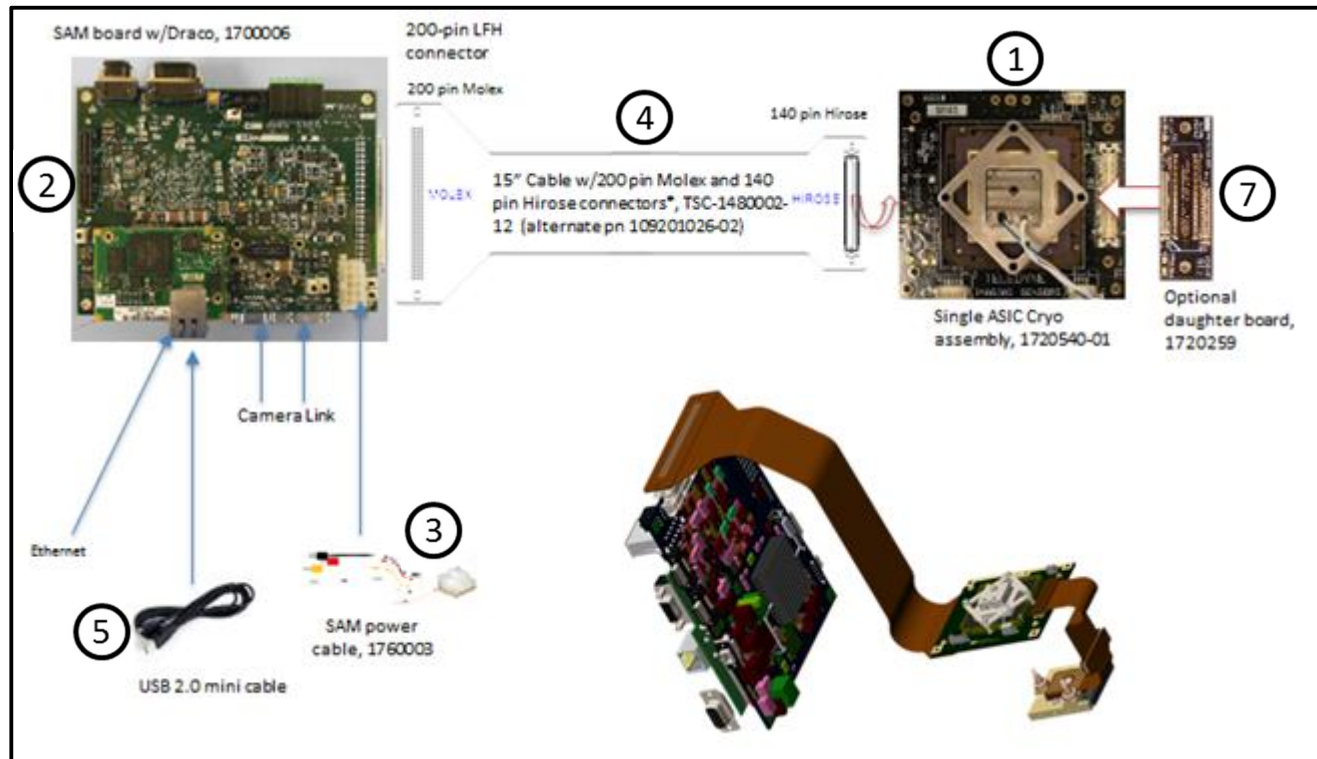 SAM board w/Draco, 1700006
200-pin LFH
connector
200 pin Molex
4
140 pin Hirose
1
2
MOLEX
15” Cable w/200 pin Molex and 140
pin Hirose connectors*, TSC-1480002-
12 (alternate pn 109201026-02)
HIROSE
7
TELEDYNE
IMAGING SENSORS
Single ASIC Cryo
assembly, 1720540-01
Optional
daughter board,
1720259
Camera Link
Ethernet
3
5
SAM power
cable, 1760003
USB 2.0 mini cable